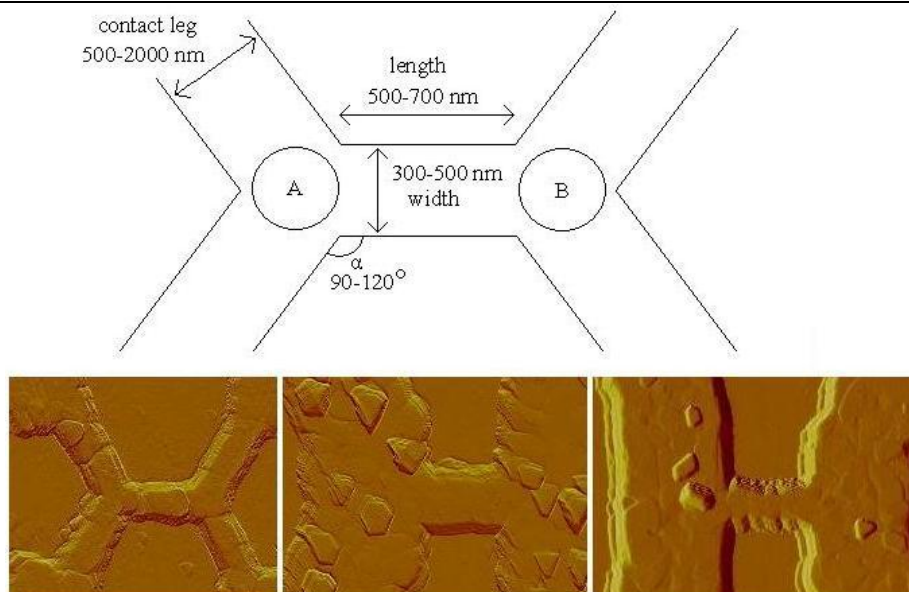 contact leg
500-2000 nm
length
500-700 nm
A
300-500 nm
width
B
α
90-120°